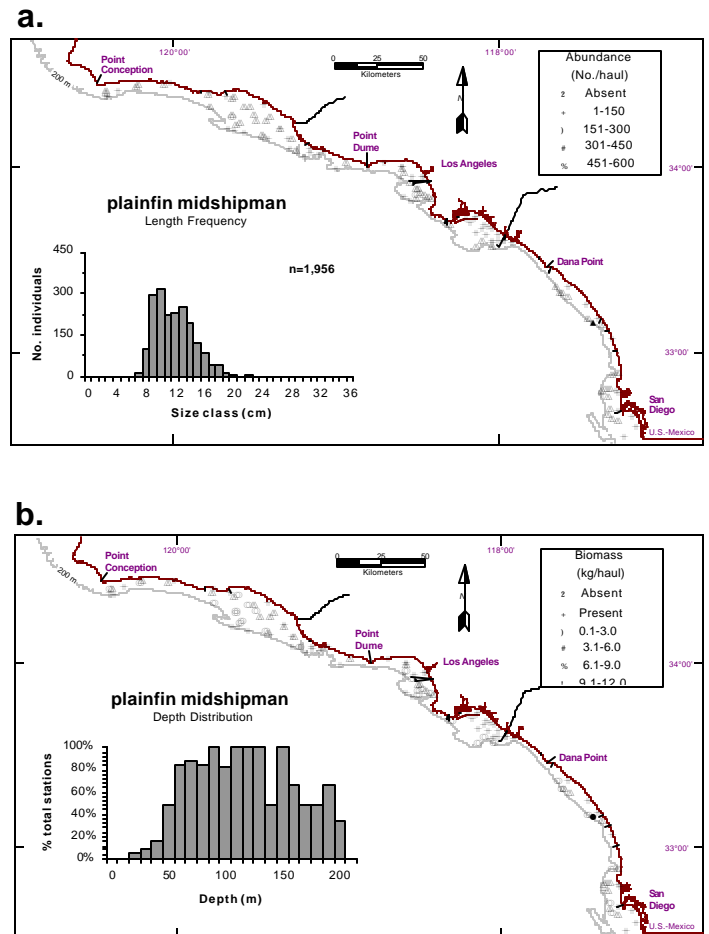 a.
120°00'
118°00'
Point
Conception
200 m
0 25 50
Kilometers
N
Abundance
(No./haul)
2 Absent
+ 1-150
) 151-300
# 301-450
% 451-600
Point
Dume
Los Angeles
34°00'
plainfin midshipman
Length Frequency
n=1,956
No. individuals
450
300
150
0
0 4 8 12 16 20 24 28 32 36
Size class (cm)
Dana Point
33°00'
San
Diego
U.S.-Mexico
b.
120°00'
118°00'
Point
Conception
200 m
0 25 50
Kilometers
N
Biomass
(kg/haul)
2 Absent
+ Present
) 0.1-3.0
# 3.1-6.0
% 6.1-9.0
! 9.1-12.0
Point
Dume
Los Angeles
34°00'
plainfin midshipman
Depth Distribution
% total stations
100%
80%
60%
40%
20%
0%
0 50 100 150 200
Depth (m)
Dana Point
33°00'
San
Diego
U.S.-Mexico